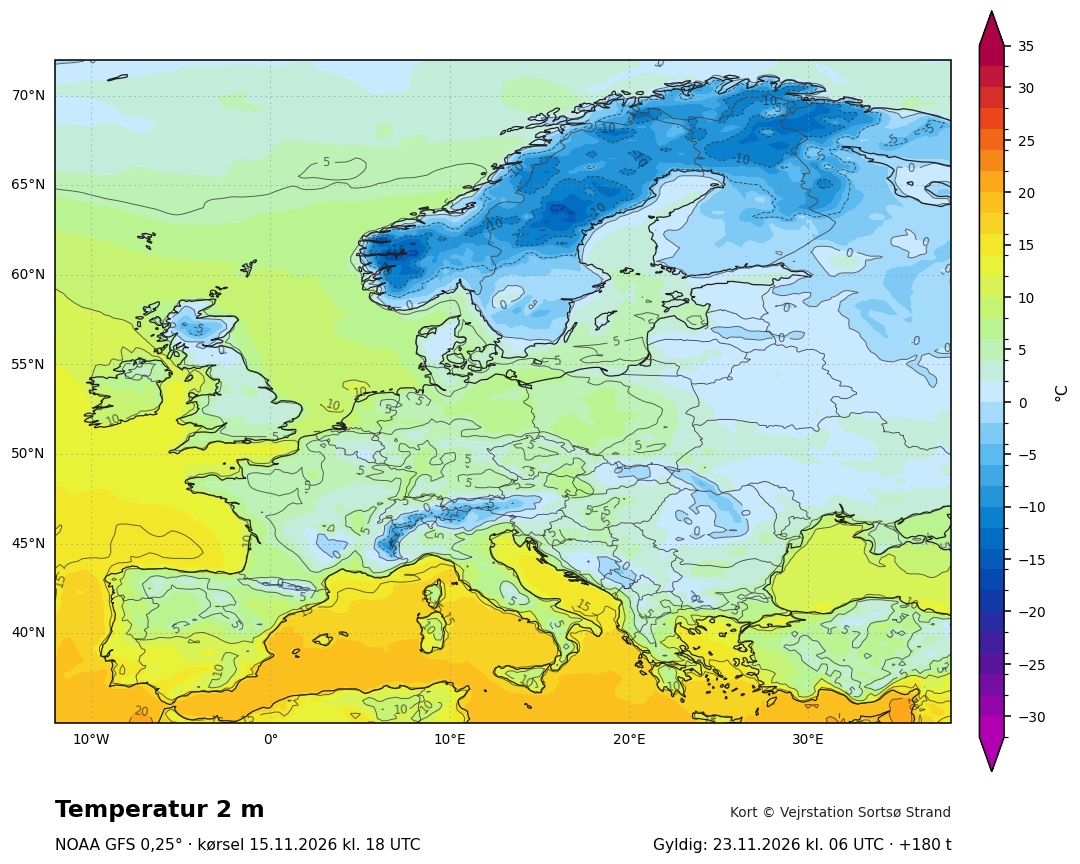 70°N
65°N
60°N
55°N
50°N
45°N
40°N
10°W
0°
10°E
20°E
30°E
35
30
25
20
15
10
5
0
−5
−10
−15
−20
−25
−30
°C
Temperatur 2 m
Kort © Vejrstation Sortsø Strand
NOAA GFS 0,25° · kørsel 15.11.2026 kl. 18 UTC
Gyldig: 23.11.2026 kl. 06 UTC · +180 t